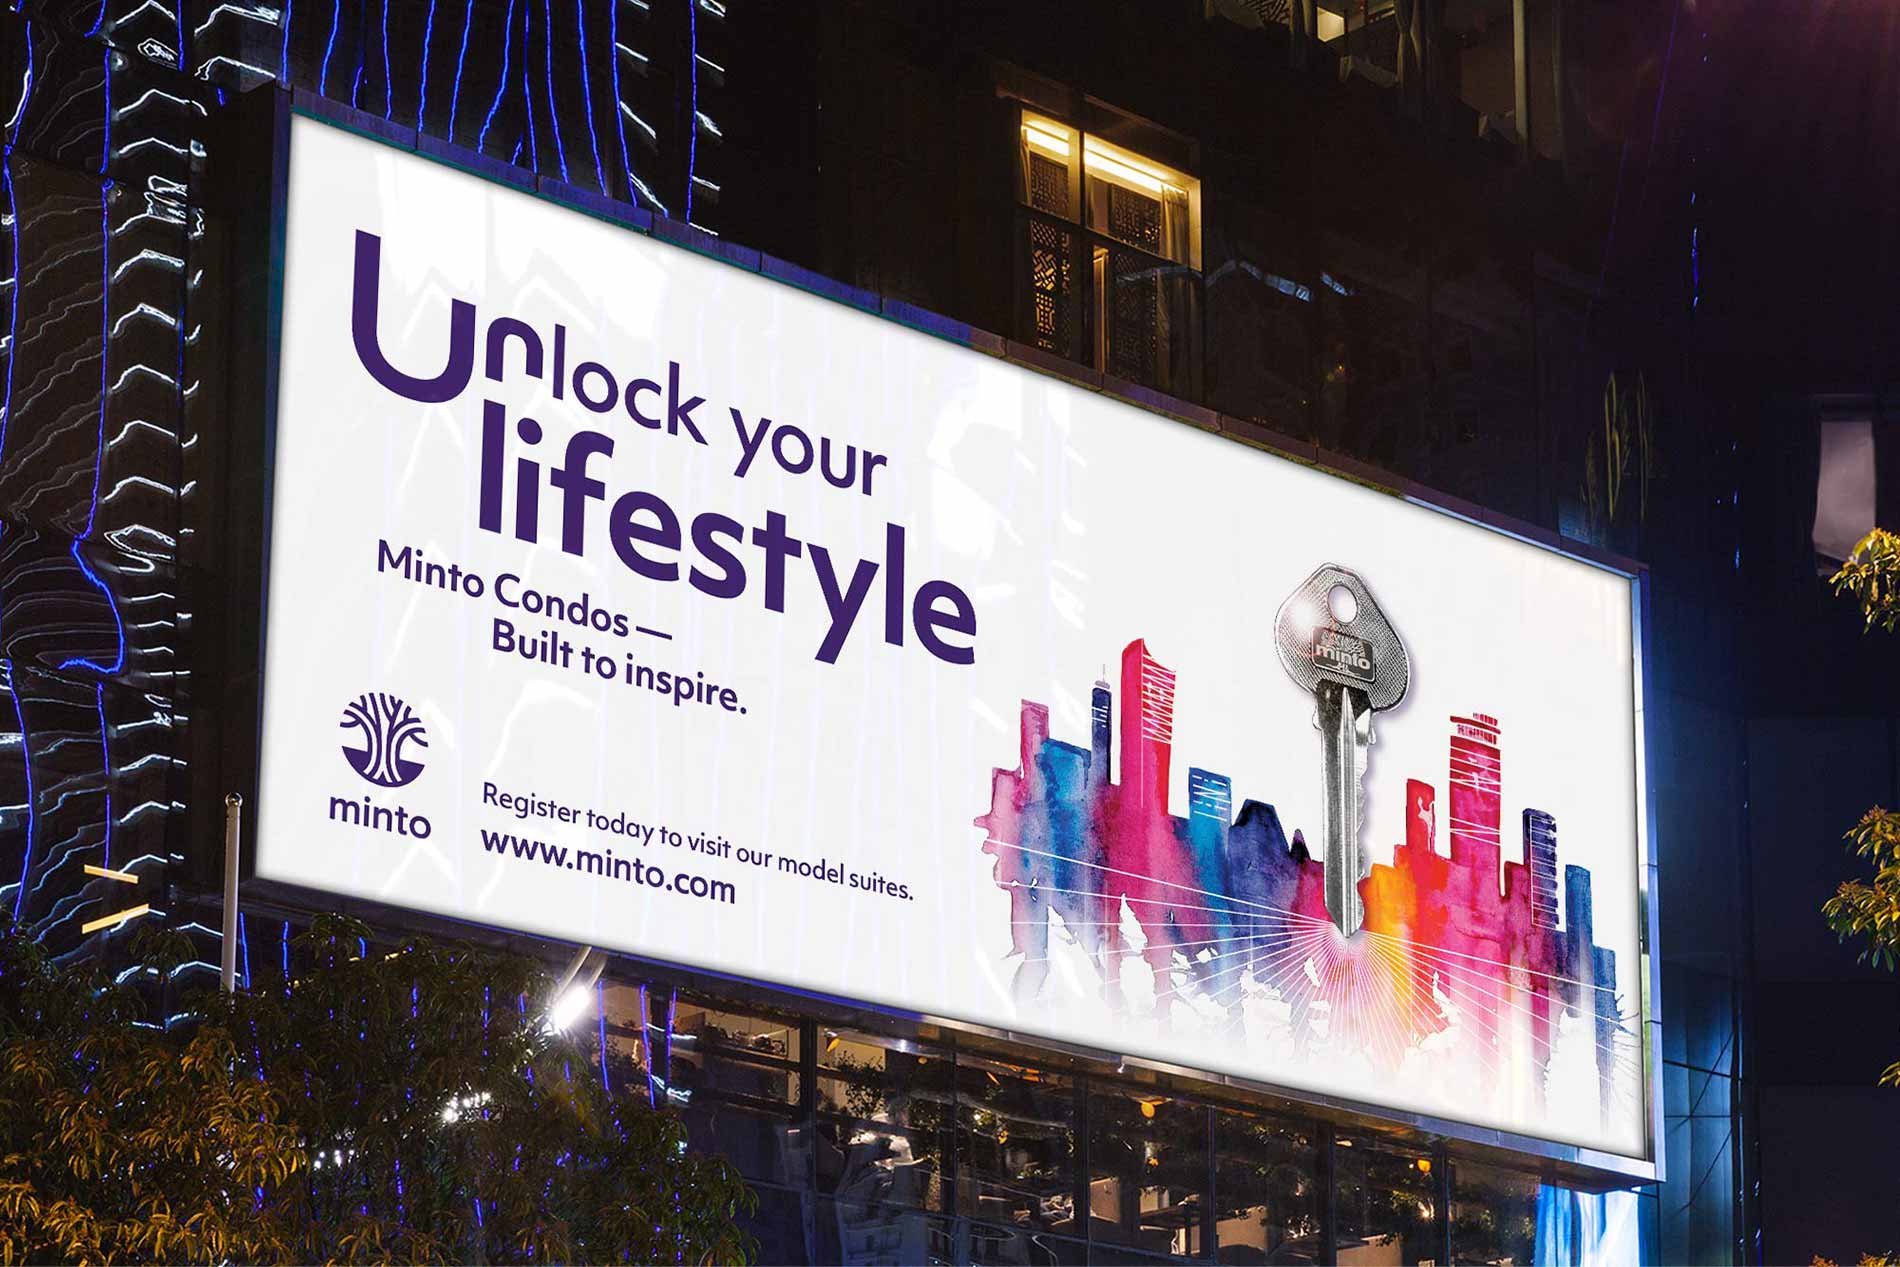 Unlock your
lifestyle
Minto Condos —
Built to inspire.
minto
Register today to visit our model suites.
www.minto.com
minto